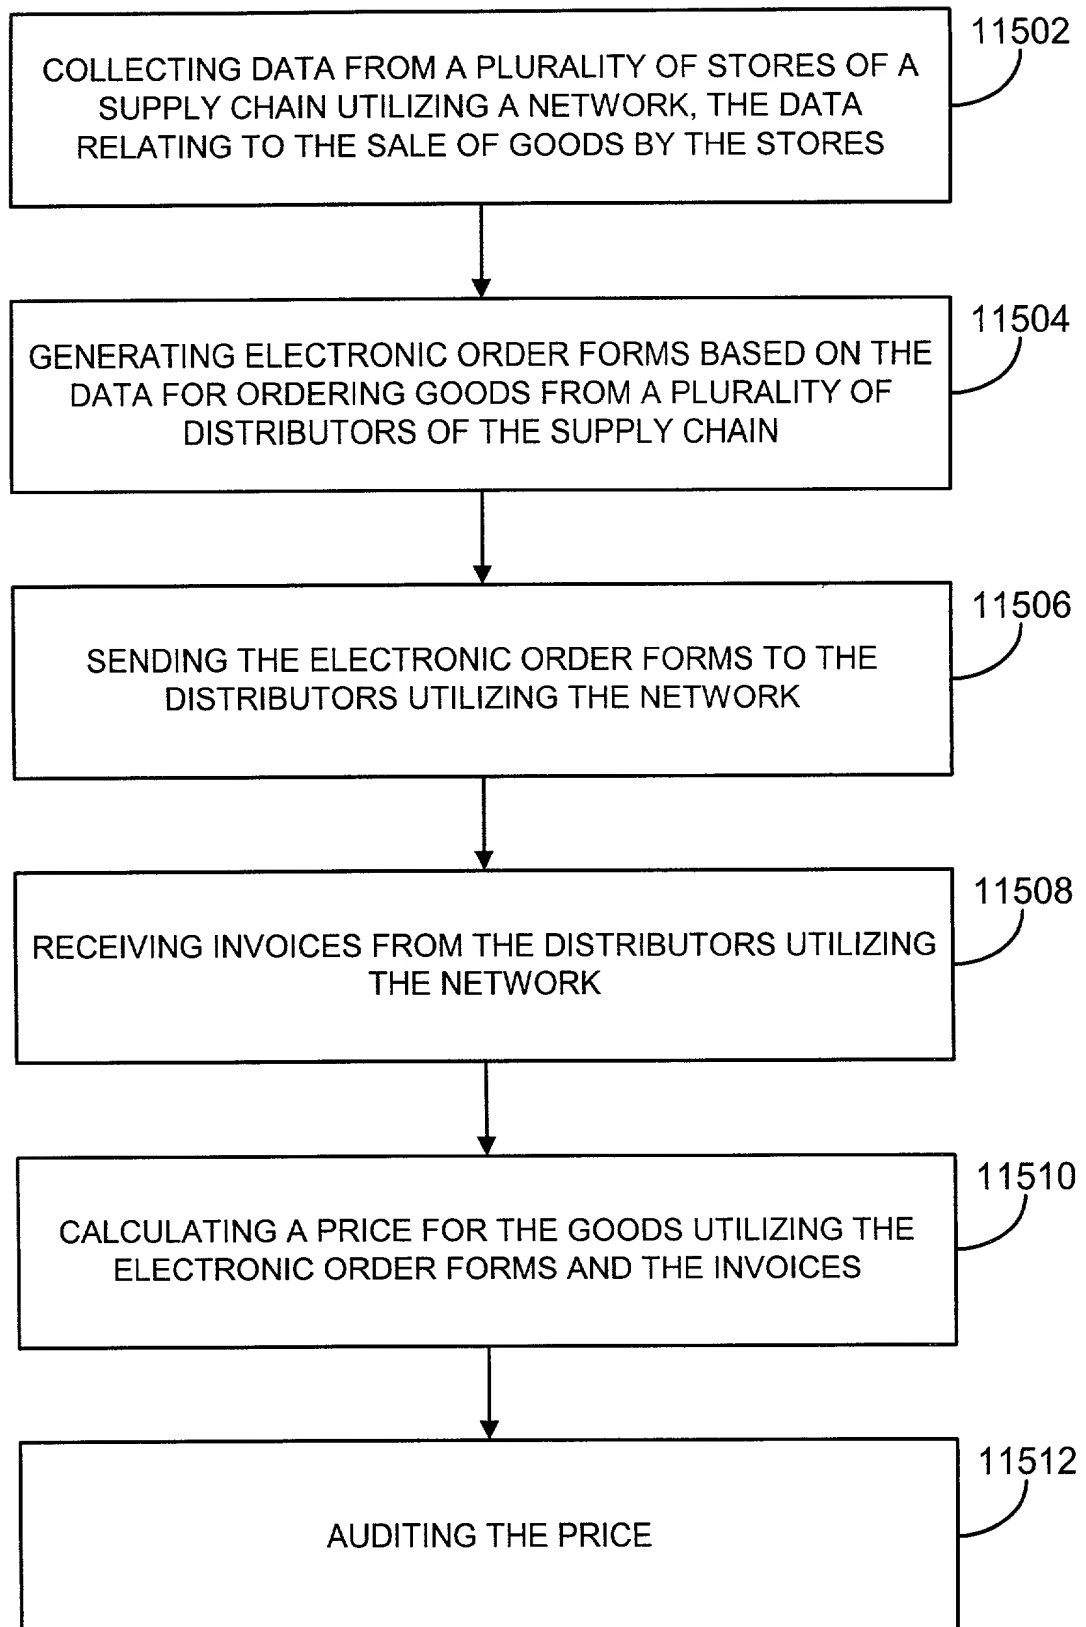 11502
COLLECTING DATA FROM A PLURALITY OF STORES OF A
SUPPLY CHAIN UTILIZING A NETWORK, THE DATA
RELATING TO THE SALE OF GOODS BY THE STORES
11504
GENERATING ELECTRONIC ORDER FORMS BASED ON THE
DATA FOR ORDERING GOODS FROM A PLURALITY OF
DISTRIBUTORS OF THE SUPPLY CHAIN
11506
SENDING THE ELECTRONIC ORDER FORMS TO THE
DISTRIBUTORS UTILIZING THE NETWORK
11508
RECEIVING INVOICES FROM THE DISTRIBUTORS UTILIZING
THE NETWORK
11510
CALCULATING A PRICE FOR THE GOODS UTILIZING THE
ELECTRONIC ORDER FORMS AND THE INVOICES
11512
AUDITING THE PRICE